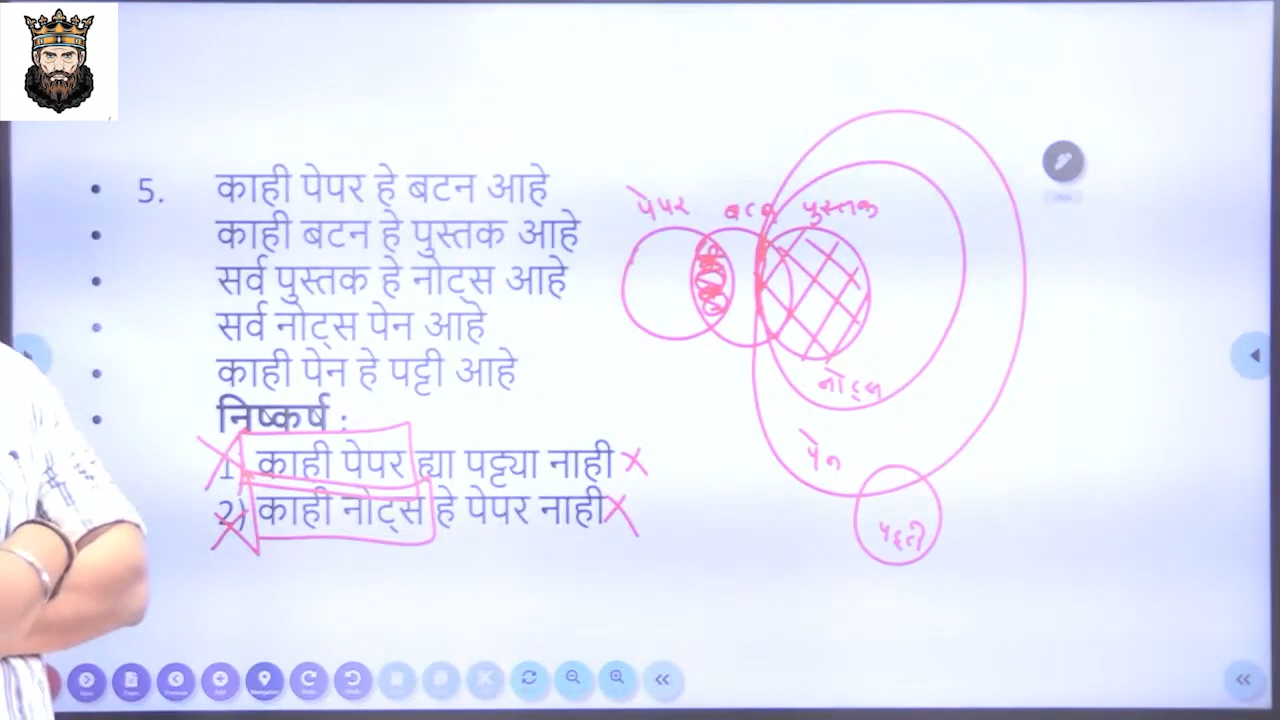 5. काही पेपर हे बटन आहे
काही बटन हे पुस्तक आहे
सर्व पुस्तक हे नोट्स आहे
सर्व नोट्स पेन आहे
काही पेन हे पट्टी आहे
निष्कर्ष :
1) काही पेपर ह्या पट्ट्या नाही
2) काही नोट्स हे पेपर नाही
पेपर बटन पुस्तक
नोट्स
पेन
पट्टी